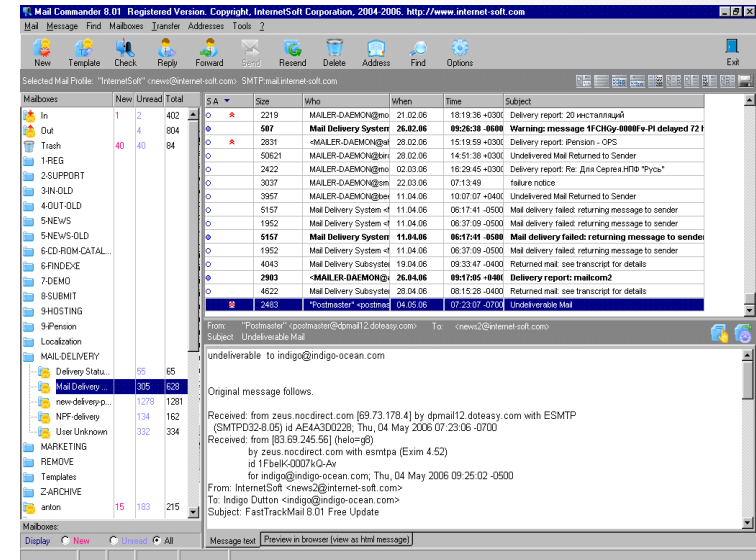 Mail Commander 8.01 Registered Version. Copyright, InternetSoft Corporation, 2004-2006. http://www.internet-soft.com
Mail Message Find Mailboxes Transfer Addresses Tools ?
New Template Check Reply Forward Send Resend Delete Address Find Options Exit
Selected Mail Profile: "InternetSoft" <news@internet-soft.com> SMTP:mail.internet-soft.com
Mailboxes New Unread Total
In 1 2 402
Out 4 804
Trash 40 40 84
1-REG
2-SUPPORT
3-IN-OLD
4-OUT-OLD
5-NEWS
5-NEWS-OLD
6-CD-ROM-CATAL...
6-FINDEXE
7-DEMO
8-SUBMIT
9-HOSTING
9-iPension
Localization
MAIL-DELIVERY
Delivery Statu... 55 65
Mail Delivery ... 305 628
new-delivery-p... 1278 1281
NPF-delivery 134 162
User Unknown 332 334
MARKETING
REMOVE
Templates
Z-ARCHIVE
anton 15 183 215
Mailboxes:
Display New Unread All
S A Size Who When Time Subject
2219 MAILER-DAEMON@mo 21.02.06 18:19:36 +0300 Delivery report: 20 инсталляций
507 Mail Delivery System 26.02.06 09:26:38 -0600 Warning: message 1FCHGy-0000Fv-PI delayed 72 h
2831 <MAILER-DAEMON@al 28.02.06 15:19:59 +0300 Delivery report: iPension - OPS
50621 MAILER-DAEMON@bird 28.02.06 14:51:38 +0300 Undelivered Mail Returned to Sender
2422 MAILER-DAEMON@mo 02.03.06 16:29:45 +0300 Delivery report: Re: Для Сергея.НПФ "Русь"
3037 MAILER-DAEMON@sm 22.03.06 07:13:49 failure notice
3957 MAILER-DAEMON@bee 11.04.06 10:07:07 +0400 Undelivered Mail Returned to Sender
5157 Mail Delivery System < 11.04.06 06:17:41 -0500 Mail delivery failed: returning message to sender
1952 Mail Delivery System < 11.04.06 06:37:09 -0500 Mail delivery failed: returning message to sender
5157 Mail Delivery System 11.04.06 06:17:41 -0500 Mail delivery failed: returning message to sende
1952 Mail Delivery System < 11.04.06 06:37:09 -0500 Mail delivery failed: returning message to sender
4043 Mail Delivery Subsyster 19.04.06 09:33:47 -0400 Returned mail: see transcript for details
2903 <MAILER-DAEMON@a 26.04.06 09:17:05 +0400 Delivery report: mailcom2
4622 Mail Delivery Subsyster 28.04.06 08:15:28 -0400 Returned mail: see transcript for details
2483 "Postmaster" <postmas 04.05.06 07:23:07 -0700 Undeliverable Mail
From: "Postmaster" <postmaster@dpmail12.doteasy.com> To: <news2@internet-soft.com>
Subject Undeliverable Mail
undeliverable to indigo@indigo-ocean.com
Original message follows.
Received: from zeus.nocdirect.com [69.73.178.4] by dpmail12.doteasy.com with ESMTP
(SMTPD32-8.05) id AE4A3D0228; Thu, 04 May 2006 07:23:06 -0700
Received: from [83.69.245.56] (helo=g8)
by zeus.nocdirect.com with esmtpa (Exim 4.52)
id 1FbelK-0007kQ-Av
for indigo@indigo-ocean.com; Thu, 04 May 2006 09:25:02 -0500
From: InternetSoft <news2@internet-soft.com>
To: Indigo Dutton <indigo@indigo-ocean.com>
Subject: FastTrackMail 8.01 Free Update
Message text Preview in browser (view as html message)